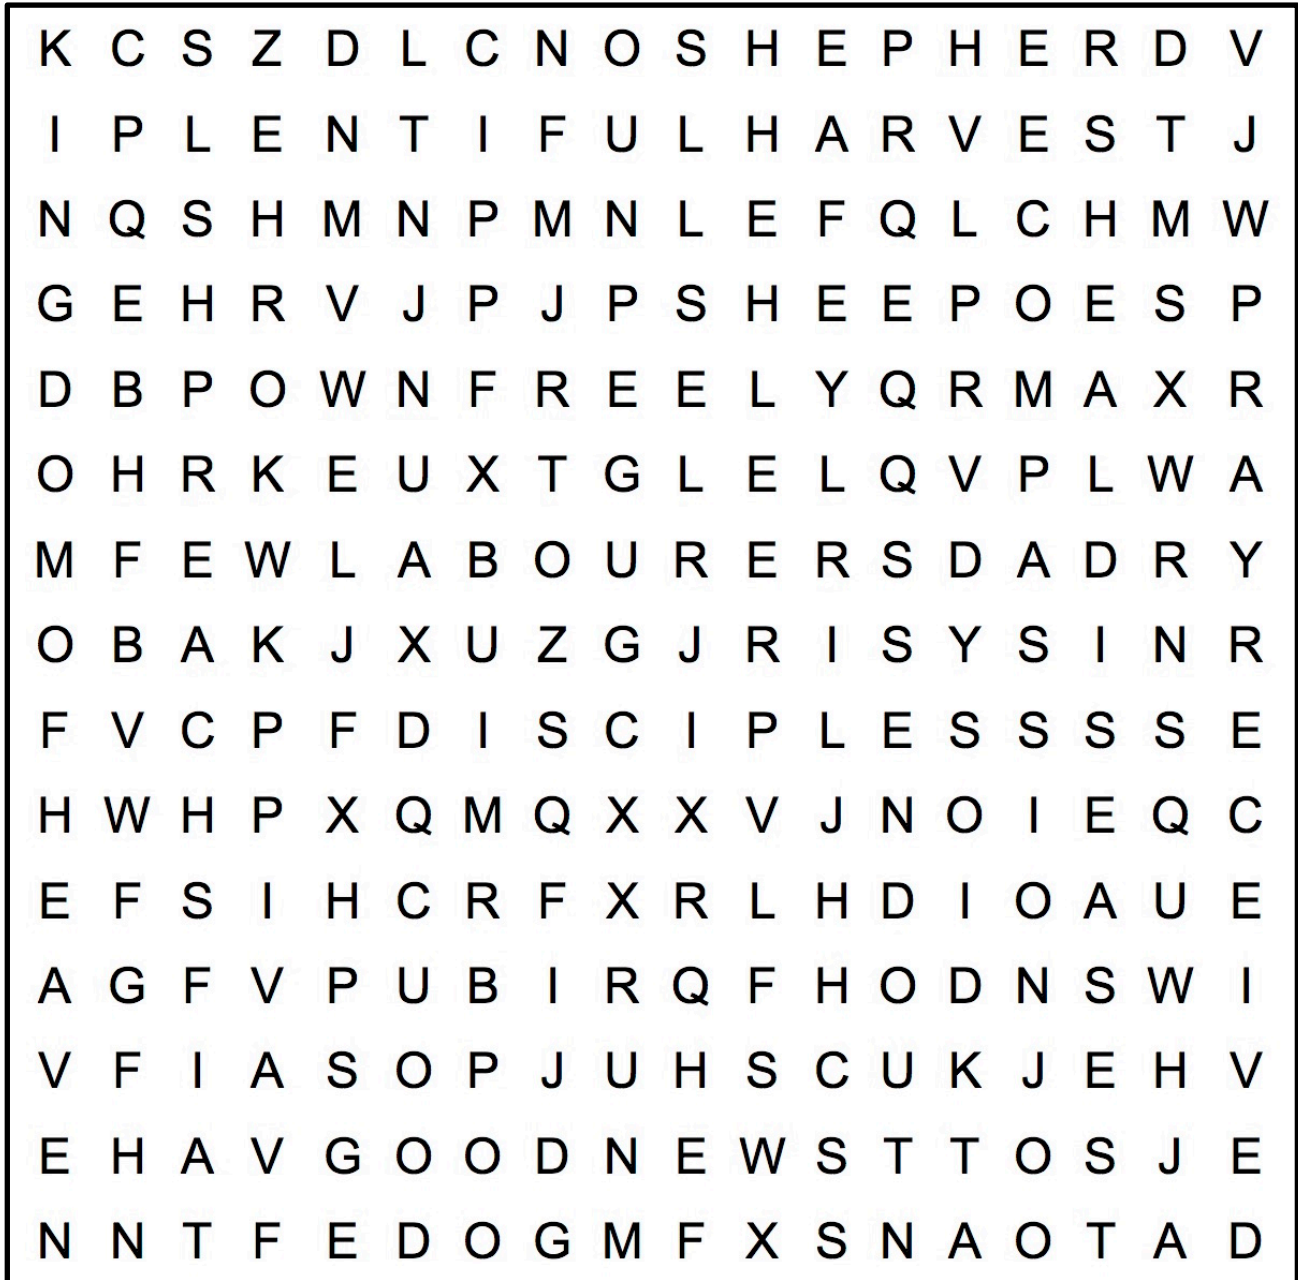 K C S Z D L C N O S H E P H E R D V
I P L E N T I F U L H A R V E S T J
N Q S H M N P M N L E F Q L C H M W
G E H R V J P J P S H E E P O E S P
D B P O W N F R E E L Y Q R M A X R
O H R K E U X T G L E L Q V P L W A
M F E W L A B O U R E R S D A D R Y
O B A K J X U Z G J R I S Y S I N R
F V C P F D I S C I P L E S S S S E
H W H P X Q M Q X X V J N O I E Q C
E F S I H C R F X R L H D I O A U E
A G F V P U B I R Q F H O D N S W I
V F I A S O P J U H S C U K J E H V
E H A V G O O D N E W S T T O S J E
N N T F E D O G M F X S N A O T A D